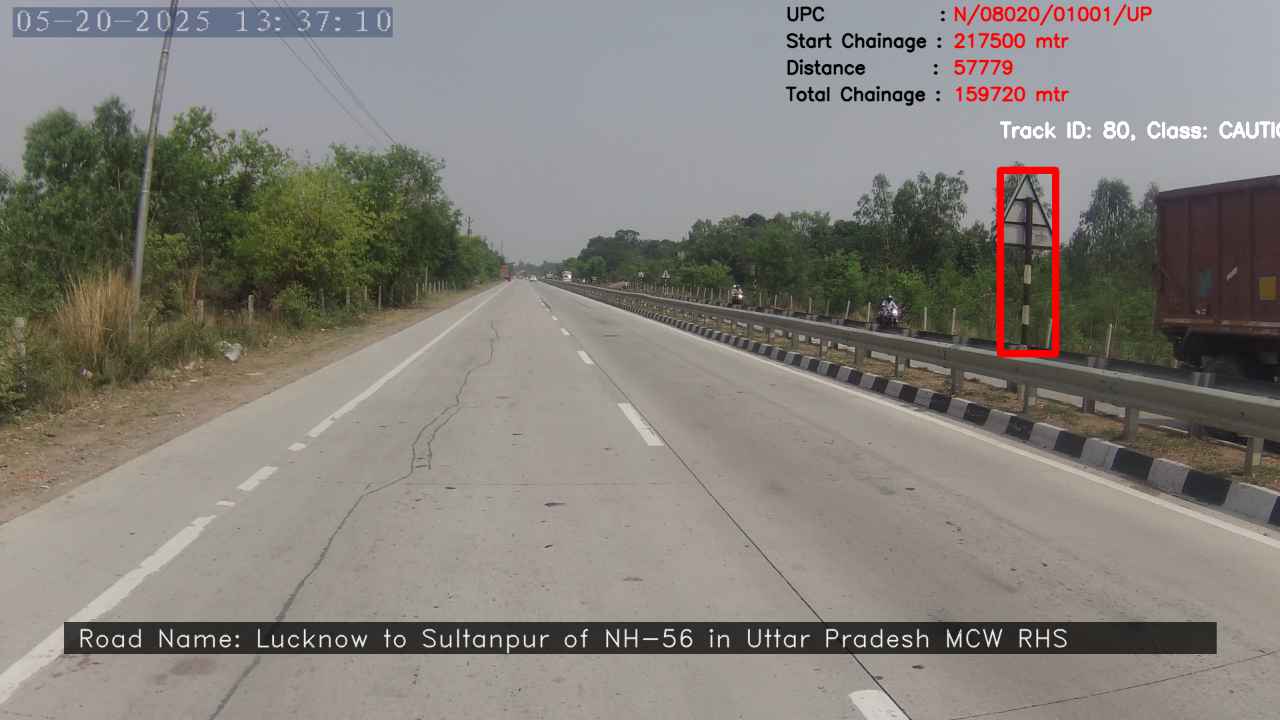 05-20-2025 13:37:10
UPC : N/08020/01001/UP
Start Chainage : 217500 mtr
Distance : 57779
Total Chainage : 159720 mtr
Track ID: 80, Class: CAUTIO
Road Name: Lucknow to Sultanpur of NH-56 in Uttar Pradesh MCW RHS